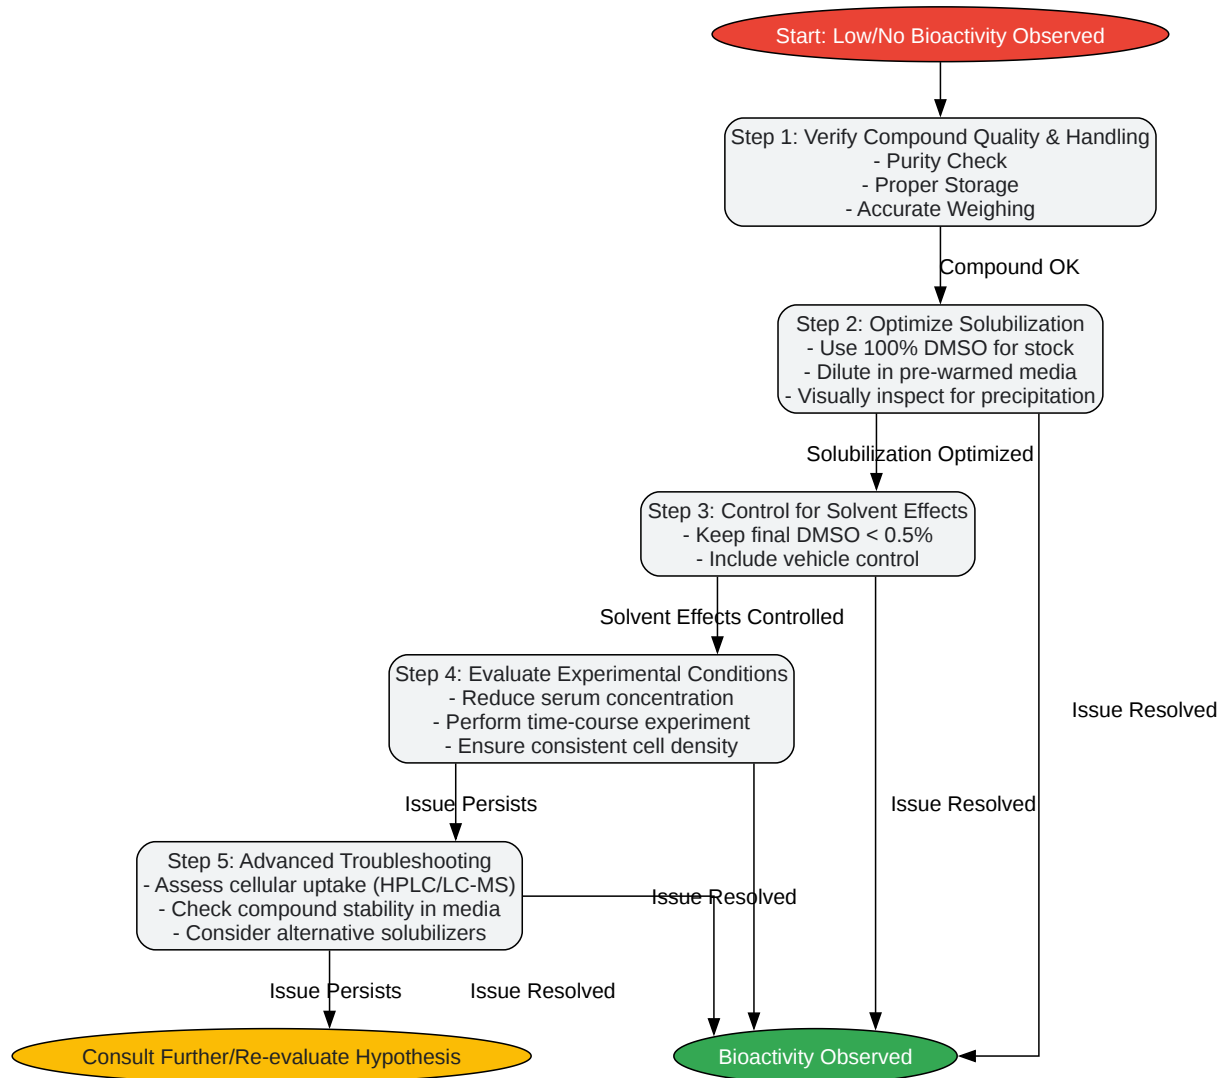 Start: Low/No Bioactivity Observed
Step 1: Verify Compound Quality & Handling
- Purity Check
- Proper Storage
- Accurate Weighing
Compound OK
Step 2: Optimize Solubilization
- Use 100% DMSO for stock
- Dilute in pre-warmed media
- Visually inspect for precipitation
Solubilization Optimized
Step 3: Control for Solvent Effects
- Keep final DMSO < 0.5%
- Include vehicle control
Solvent Effects Controlled
Step 4: Evaluate Experimental Conditions
- Reduce serum concentration
- Perform time-course experiment
- Ensure consistent cell density
Issue Resolved
Issue Persists
Issue Resolved
Step 5: Advanced Troubleshooting
- Assess cellular uptake (HPLC/LC-MS)
- Check compound stability in media
- Consider alternative solubilizers
Issue Resolved
Issue Persists
Issue Resolved
Consult Further/Re-evaluate Hypothesis
Bioactivity Observed